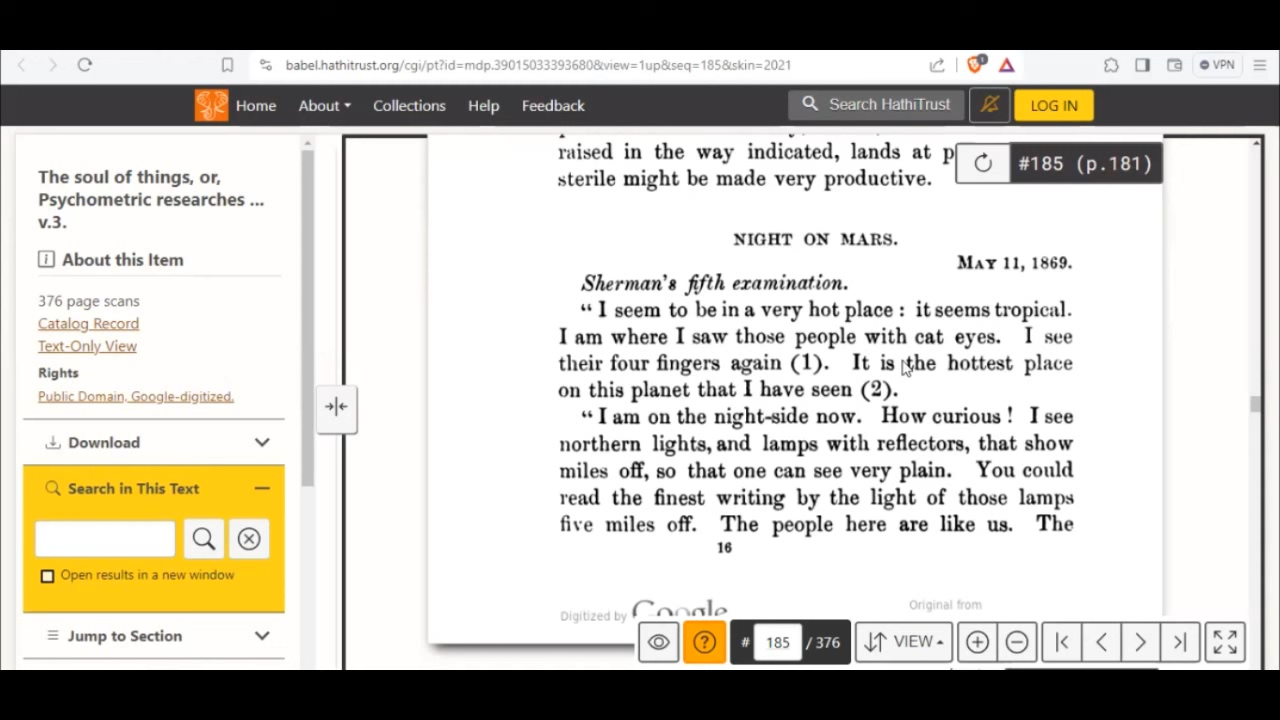 babel.hathitrust.org/cgi/pt?id=mdp.39015033393680&view=1up&seq=185&skin=2021
1
VPN
Home
About
Collections
Help
Feedback
Search HathiTrust
LOG IN
The soul of things, or,
Psychometric researches ...
v.3.
About this Item
376 page scans
Catalog Record
Text-Only View
Rights
Public Domain, Google-digitized.
Download
Search in This Text
Open results in a new window
Jump to Section
#185 (p.181)
raised in the way indicated, lands at
sterile might be made very productive.
NIGHT ON MARS.
MAY 11, 1869.
Sherman's fifth examination.
“ I seem to be in a very hot place : it seems tropical.
I am where I saw those people with cat eyes. I see
their four fingers again (1). It is the hottest place
on this planet that I have seen (2).
“ I am on the night-side now. How curious ! I see
northern lights, and lamps with reflectors, that show
miles off, so that one can see very plain. You could
read the finest writing by the light of those lamps
five miles off. The people here are like us. The
16
Digitized by Google
Original from
# 185 / 376
VIEW